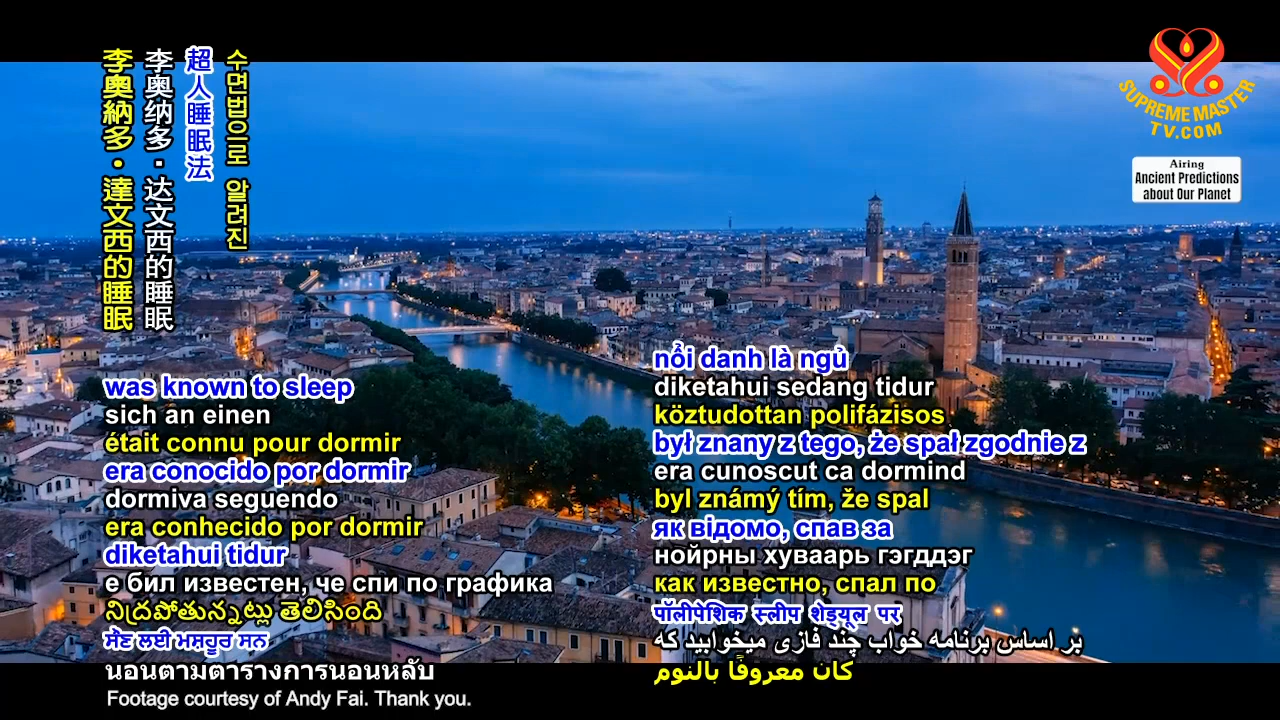 李奧納多・達文西的睡眠
李奥纳多・达文西的睡眠
超人睡眠法
수면법으로 알려진
SUPREME MASTER
TV.COM
Airing
Ancient Predictions
about Our Planet
was known to sleep
sich an einen
était connu pour dormir
era conocido por dormir
dormiva seguendo
era conhecido por dormir
diketahui tidur
е бил известен, че спи по графика
నిద్రపోతున్నట్లు తెలిసింది
ਸੌਣ ਲਈ ਮਸ਼ਹੂਰ ਸਨ
นอนตามตารางการนอนหลับ
Footage courtesy of Andy Fai. Thank you.
nổi danh là ngủ
diketahui sedang tidur
köztudottan polifázisos
był znany z tego, że spał zgodnie z
era cunoscut ca dormind
byl známý tím, že spal
як відомо, спав за
нойрны хуваарь гэгддэг
как известно, спал по
पॉलीपेशिक स्लीप शेड्यूल पर
بر اساس برنامه خواب چند فازی میخوابید که
كان معروفًا بالنوم